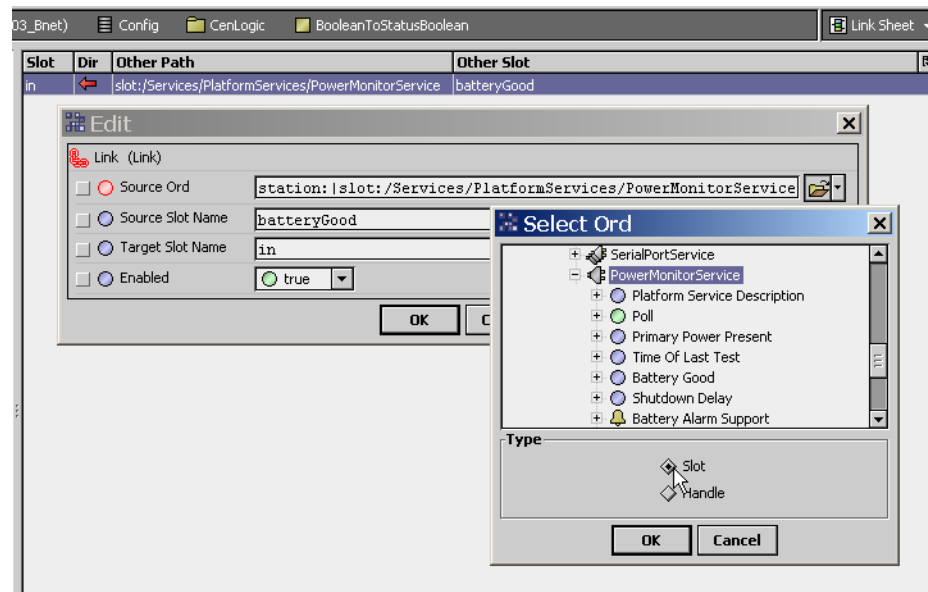 03_Bnet) Config CenLogic BooleanToStatusBoolean Link Sheet
Slot Dir Other Path Other Slot
in slot:/Services/PlatformServices/PowerMonitorService batteryGood
Edit
Link (Link)
Source Ord station:|slot:/Services/PlatformServices/PowerMonitorService
Source Slot Name batteryGood
Target Slot Name in
Enabled true
OK C
Select Ord
SerialPortService
PowerMonitorService
Platform Service Description
Poll
Primary Power Present
Time Of Last Test
Battery Good
Shutdown Delay
Battery Alarm Support
Type
Slot
Handle
OK Cancel